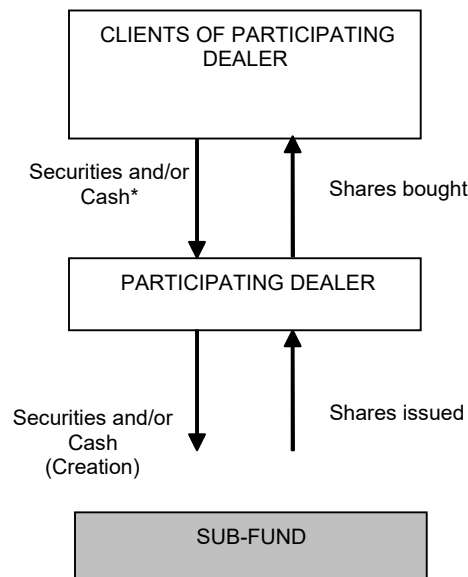 CLIENTS OF PARTICIPATING
DEALER
Securities and/or
Cash*
Shares bought
PARTICIPATING DEALER
Securities and/or
Cash
(Creation)
Shares issued
SUB-FUND